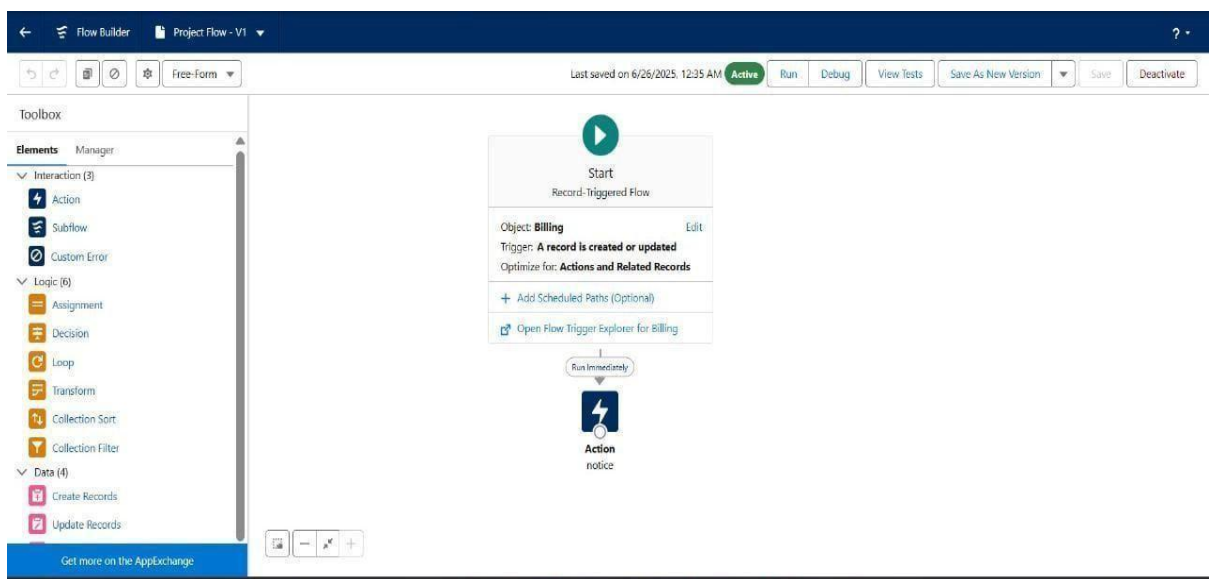 Flow Builder Project Flow - V1 ?
Free-Form Last saved on 6/26/2025, 12:35 AM Active Run Debug View Tests Save As New Version Save Deactivate
Toolbox
Elements Manager
Interaction (3)
Action
Subflow
Custom Error
Logic (6)
Assignment
Decision
Loop
Transform
Collection Sort
Collection Filter
Data (4)
Create Records
Update Records
Get more on the AppExchange
Start
Record-Triggered Flow
Object: Billing Edit
Trigger: A record is created or updated
Optimize for: Actions and Related Records
+ Add Scheduled Paths (Optional)
Open Flow Trigger Explorer for Billing
Run Immediately
Action
notice